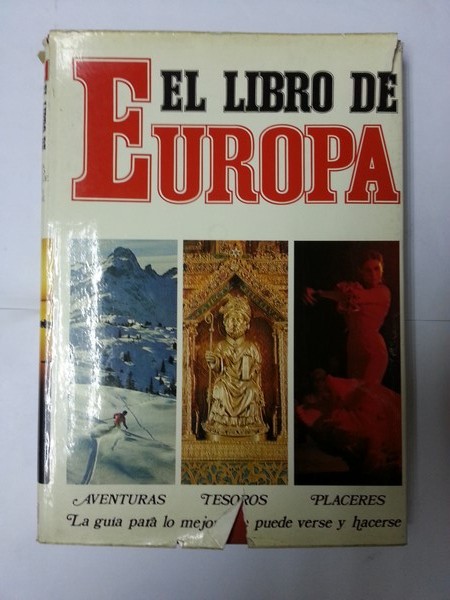 EL LIBRO DE
EUROPA
AVENTURAS TESOROS PLACERES
La guía para lo mejor puede verse y hacerse